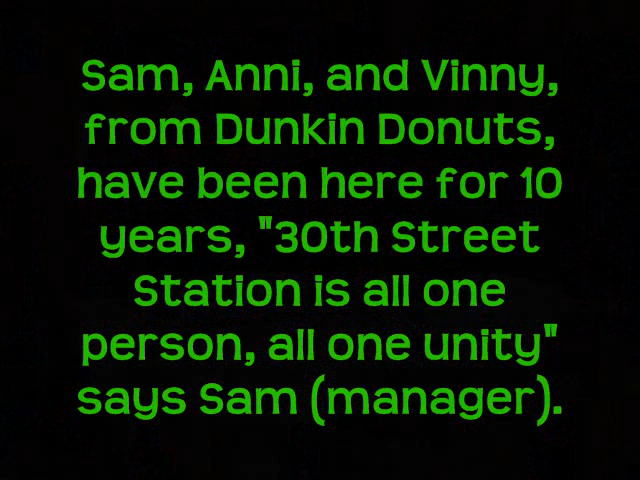 Sam, Anni, and Vinny,
from Dunkin Donuts,
have been here for 10
years, "30th Street
Station is all one
person, all one unity"
says Sam (manager).